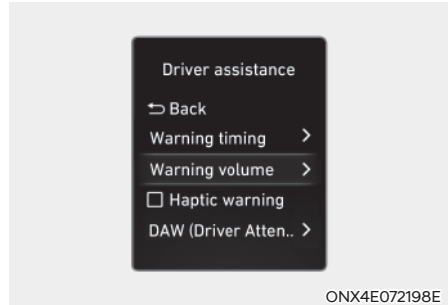 Driver assistance
Back
Warning timing
Warning volume
Haptic warning
DAW (Driver Atten..
ONX4E072198E